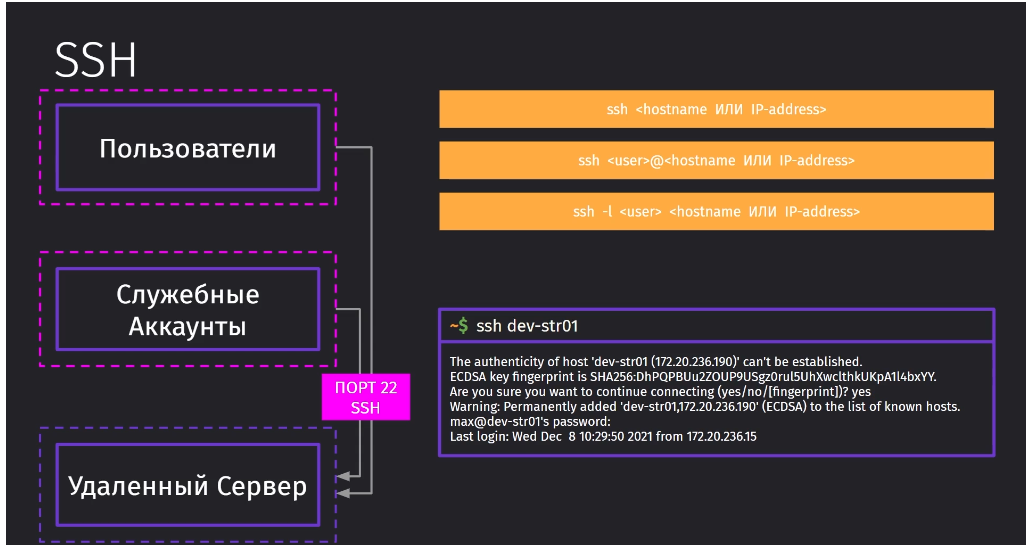 SSH
Пользователи
Служебные
Аккаунты
ПОРТ 22
SSH
Удаленный Сервер
ssh <hostname ИЛИ IP-address>
ssh <user>@<hostname ИЛИ IP-address>
ssh -l <user> <hostname ИЛИ IP-address>
~$ ssh dev-str01
The authenticity of host 'dev-str01 (172.20.236.190)' can't be established.
ECDSA key fingerprint is SHA256:DhPQPBUu2ZOUP9USgz0rul5UhXwclthkUKpA1l4bxYY.
Are you sure you want to continue connecting (yes/no/[fingerprint])? yes
Warning: Permanently added 'dev-str01,172.20.236.190' (ECDSA) to the list of known hosts.
max@dev-str01's password:
Last login: Wed Dec  8 10:29:50 2021 from 172.20.236.15